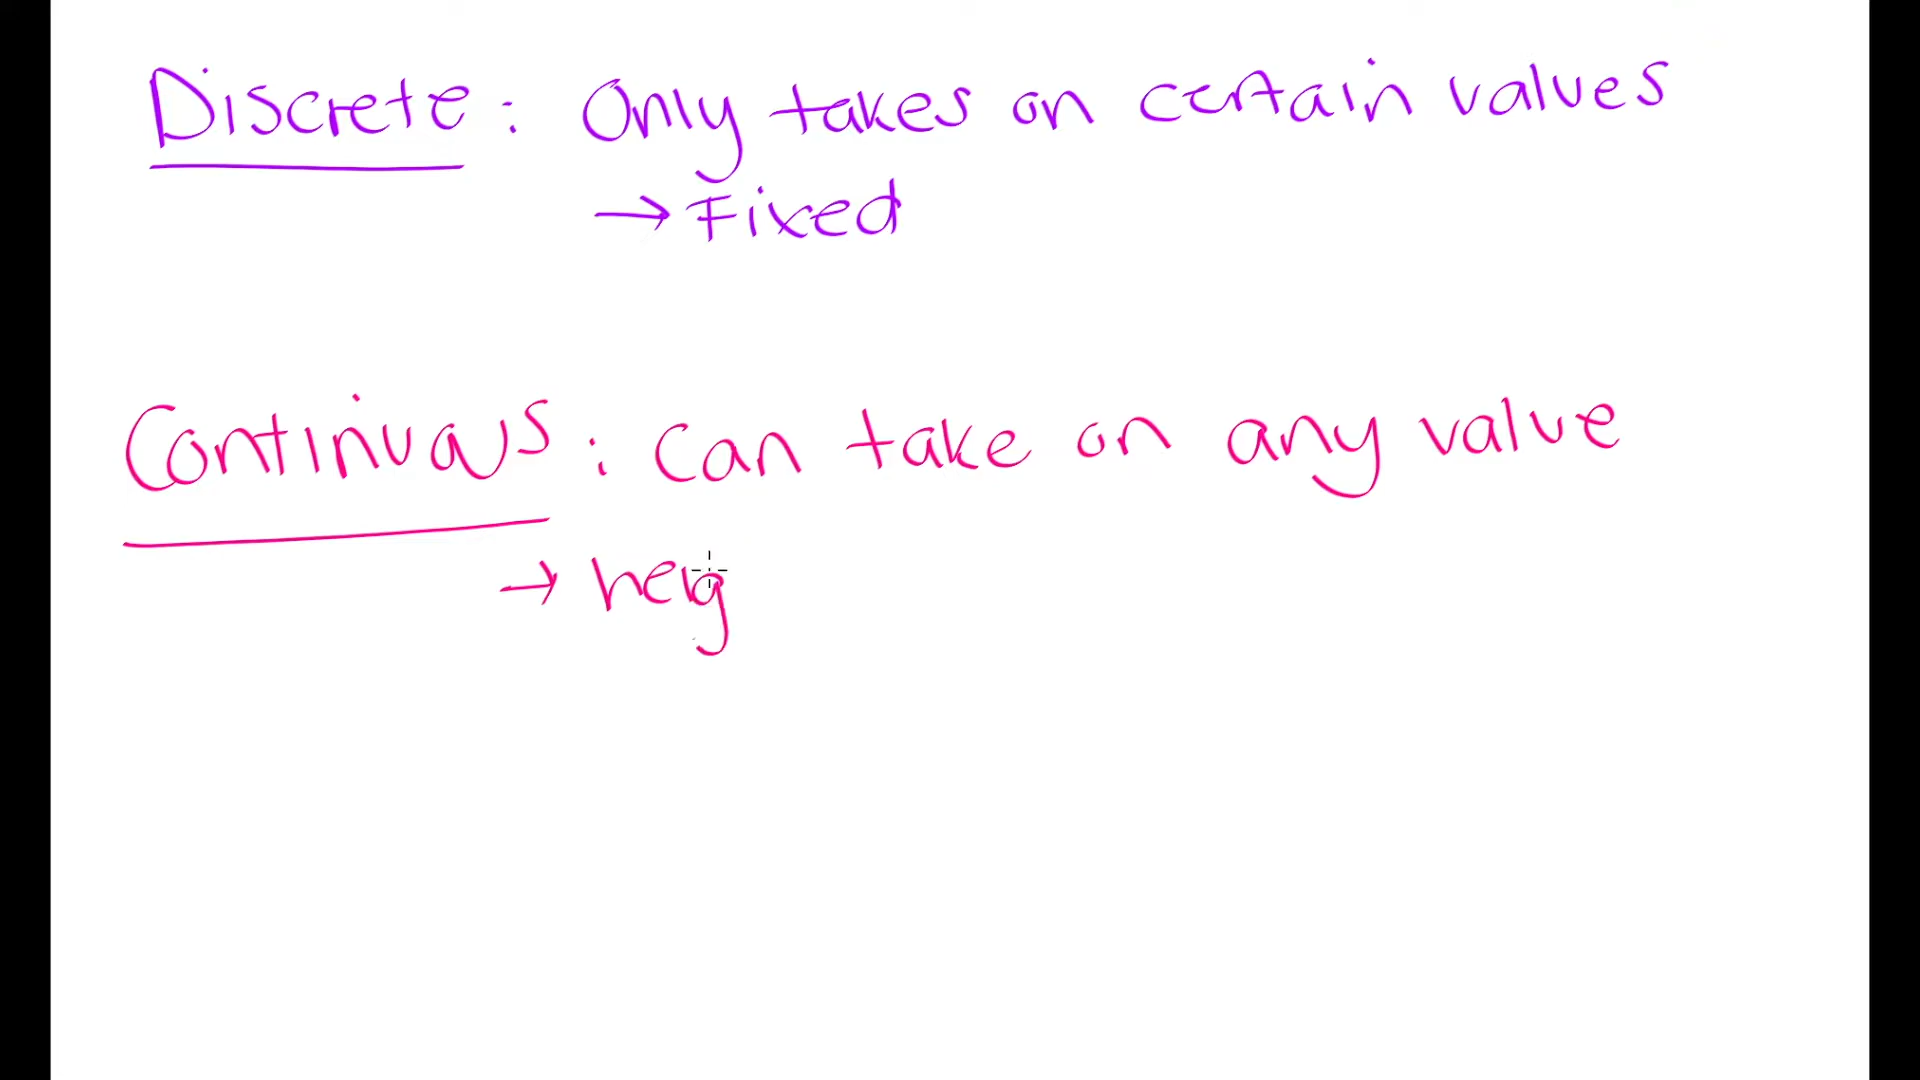 Discrete : Only takes on certain values
→ Fixed
Continuous : Can take on any value
→ heig